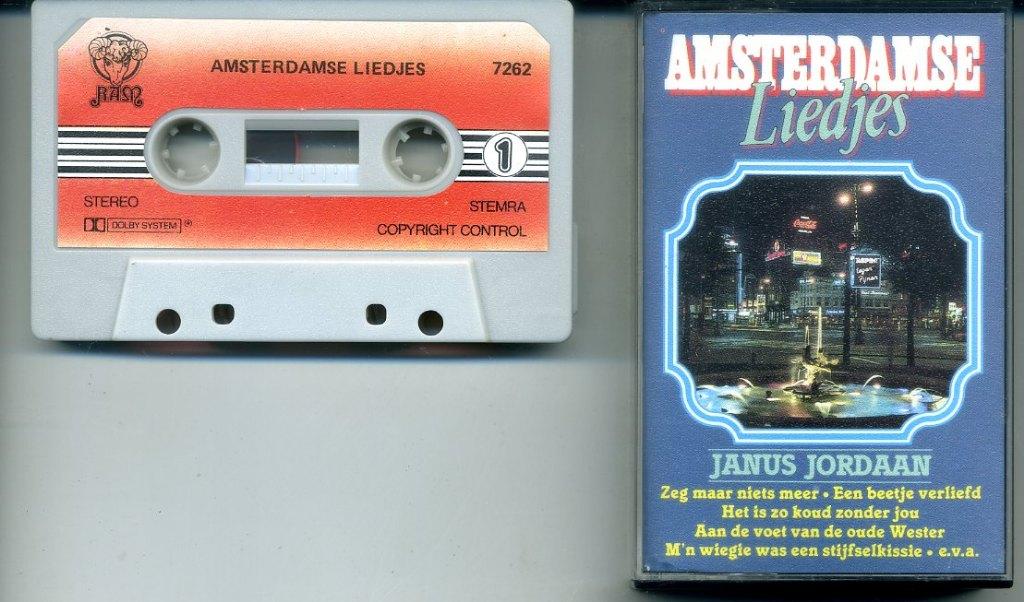 RAM
AMSTERDAMSE LIEDJES 7262
1
STEREO
DOLBY SYSTEM ®
STEMRA
COPYRIGHT CONTROL
AMSTERDAMSE
Liedjes
Coca-Cola
JANUS JORDAAN
Zeg maar niets meer • Een beetje verliefd
Het is zo koud zonder jou
Aan de voet van de oude Wester
M'n wiegie was een stijfselkissie • e.v.a.